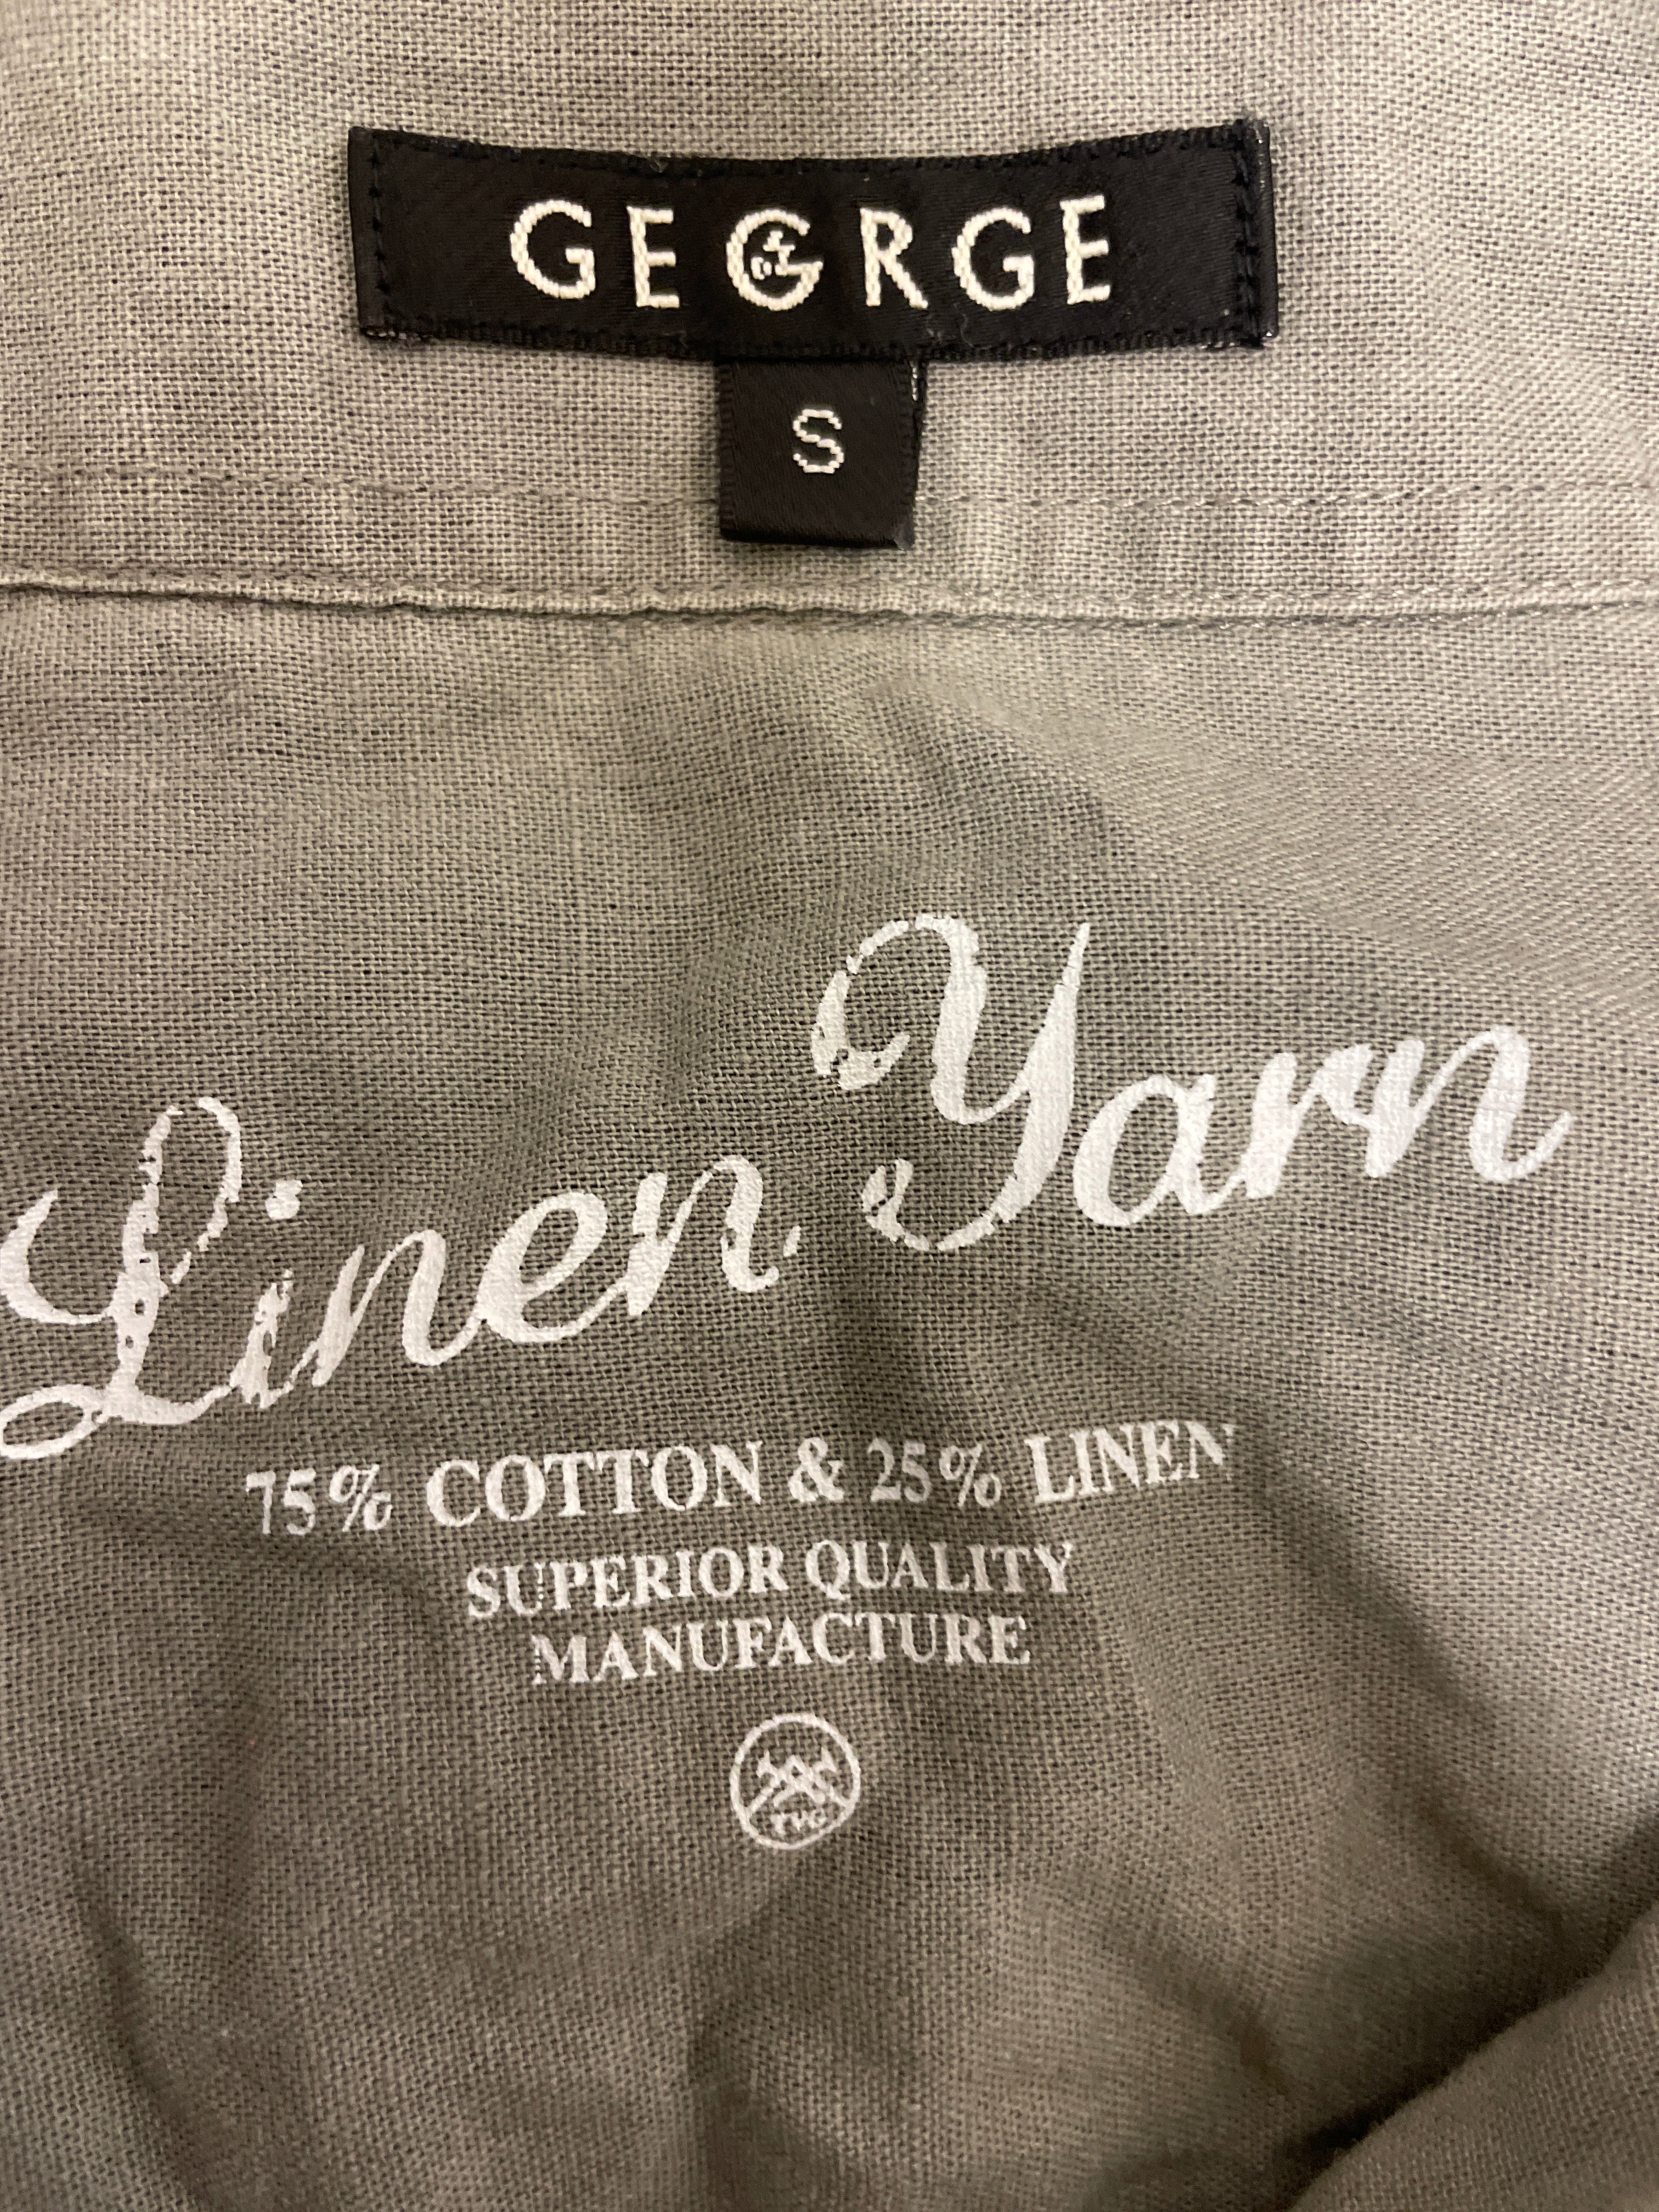 GEORGE
S
Linen Yarn
75% COTTON & 25% LINEN
SUPERIOR QUALITY
MANUFACTURE